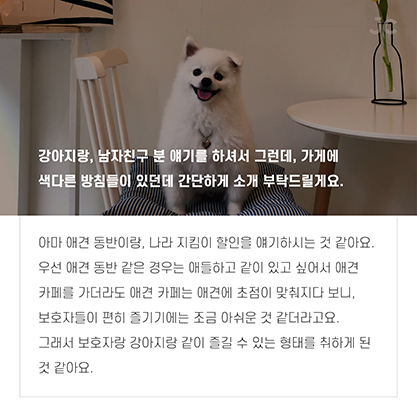 JC
강아지랑, 남자친구 분 얘기를 하셔서 그런데, 가게에
색다른 방침들이 있던데 간단하게 소개 부탁드릴게요.
아마 애견 동반이랑, 나라 지킴이 할인을 얘기하시는 것 같아요.
우선 애견 동반 같은 경우는 애들하고 같이 있고 싶어서 애견
카페를 가더라도 애견 카페는 애견에 초점이 맞춰지다 보니,
보호자들이 편히 즐기기에는 조금 아쉬운 것 같더라고요.
그래서 보호자랑 강아지랑 같이 즐길 수 있는 형태를 취하게 된
것 같아요.